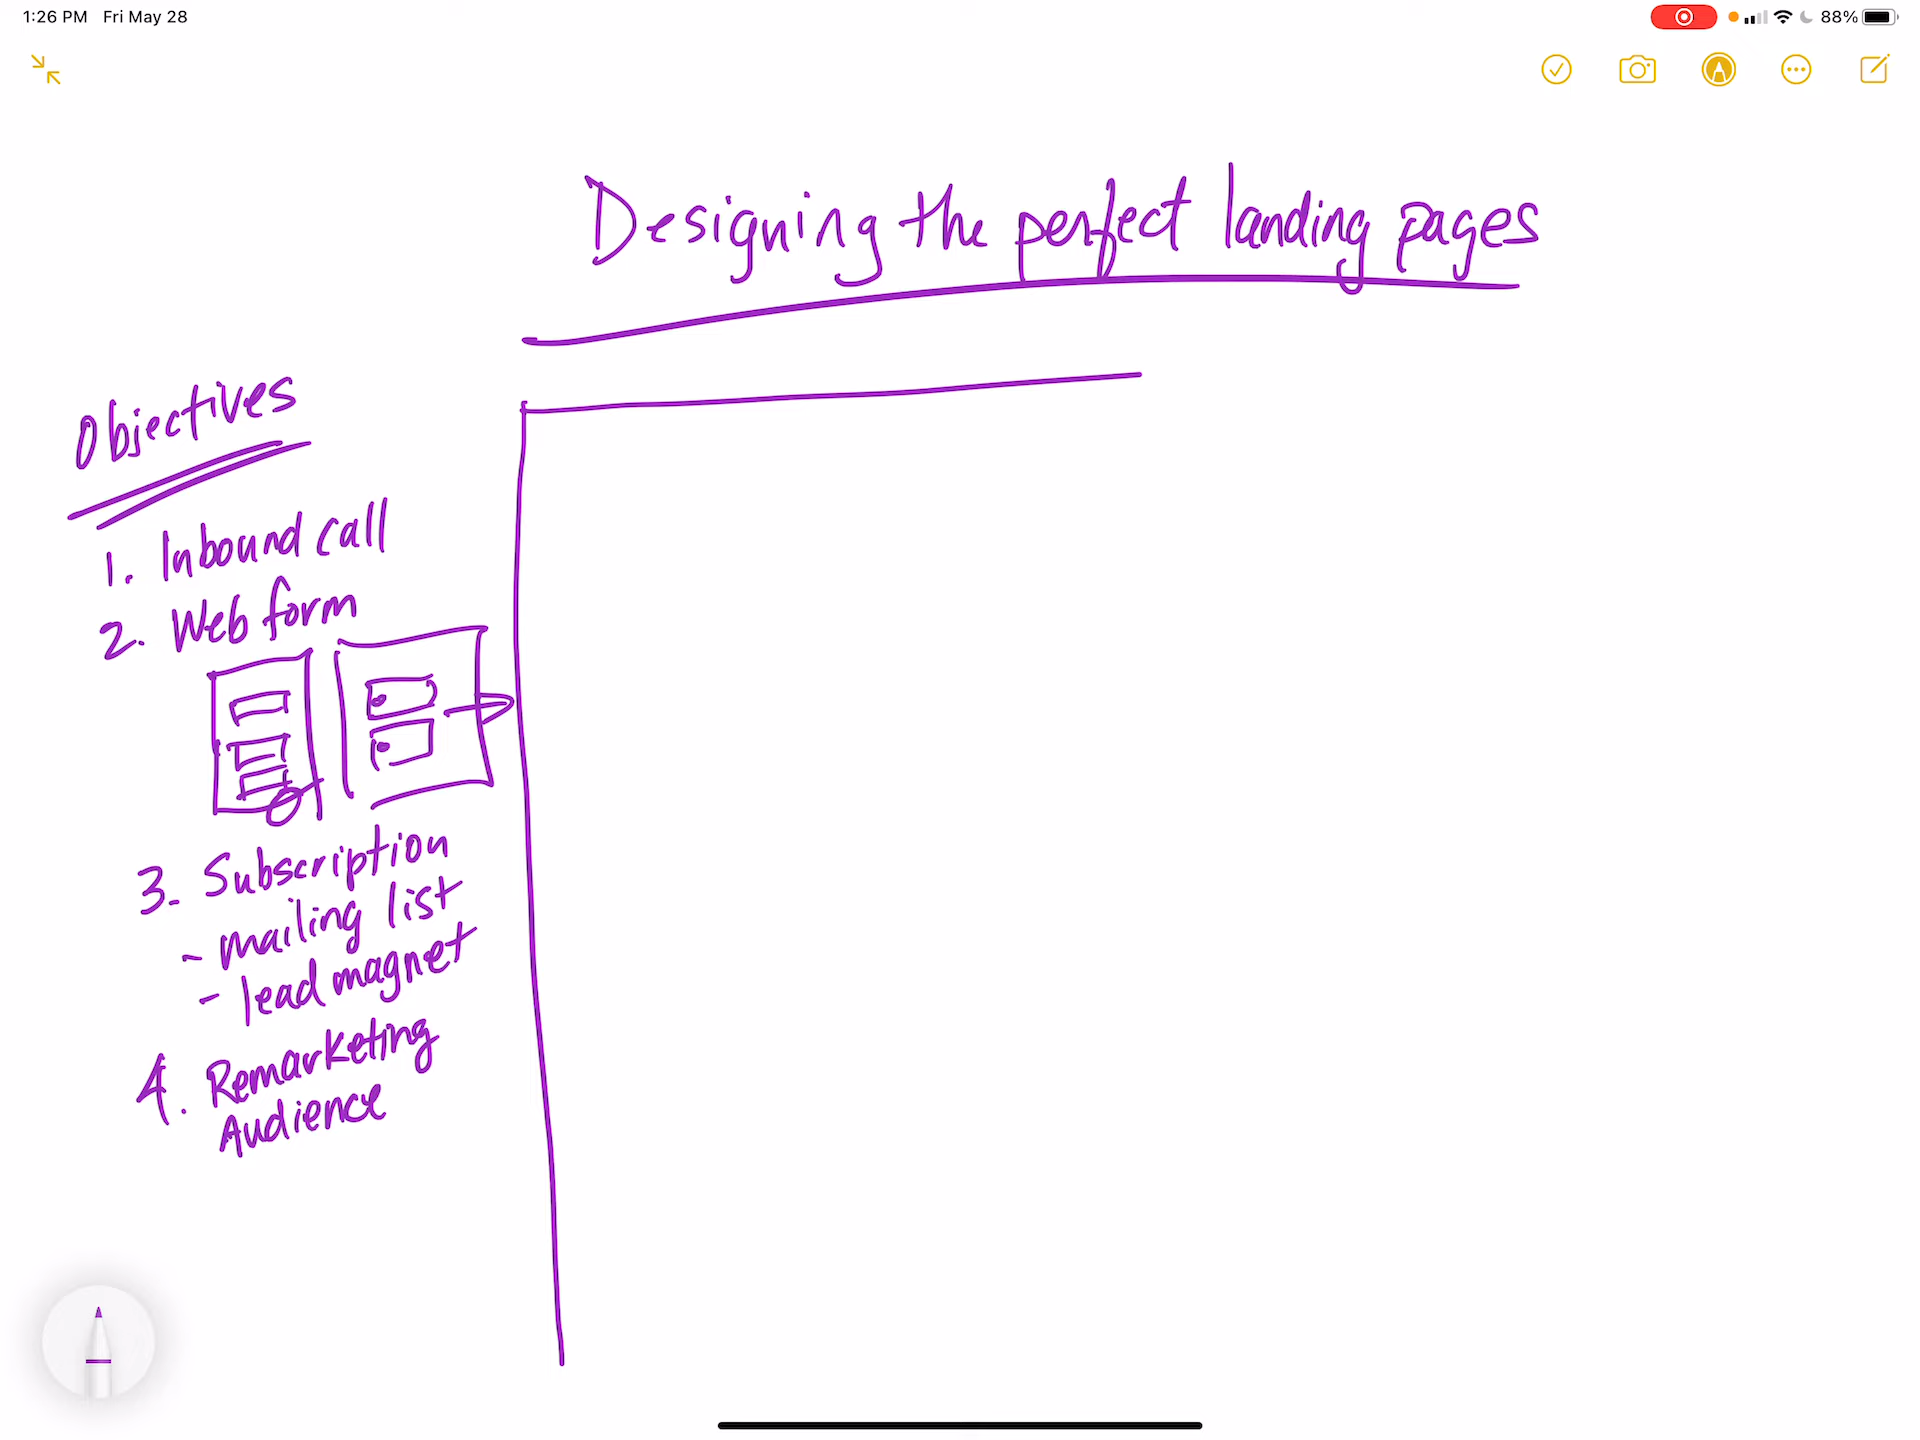 1:26 PM Fri May 28
88%
Designing the perfect landing pages
Objectives
1. Inbound call
2. Web form
3. Subscription
- mailing list
- lead magnet
4. Remarketing
Audience